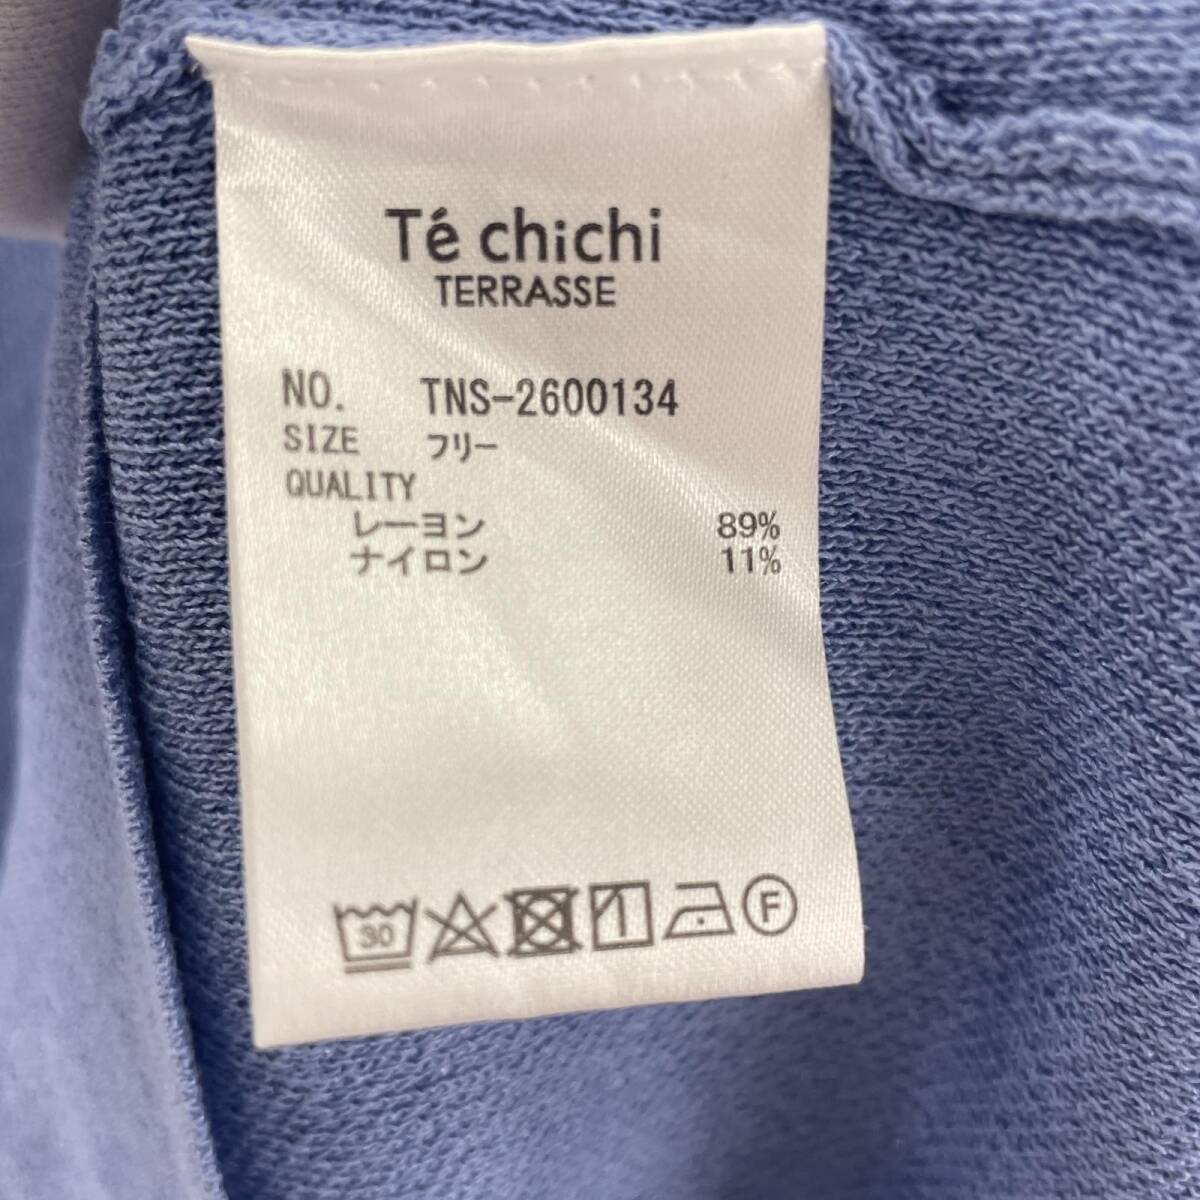 Té chichi
TERRASSE
NO. TNS-2600134
SIZE フリー
QUALITY
レーヨン 89%
ナイロン 11%
30 F